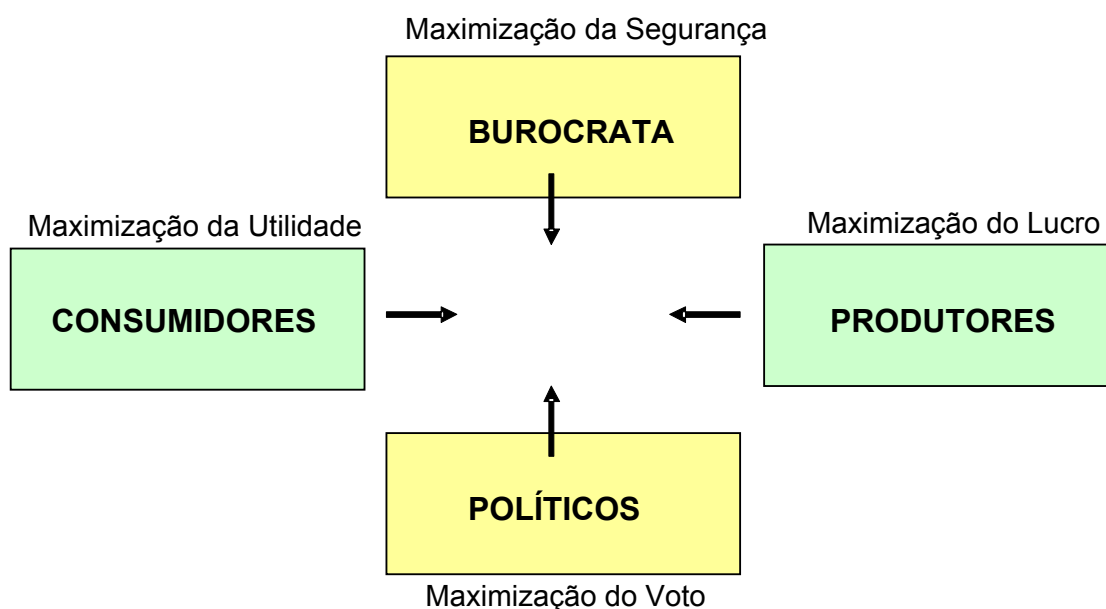 Maximização da Segurança
BUROCRATA
Maximização da Utilidade
Maximização do Lucro
CONSUMIDORES
PRODUTORES
POLÍTICOS
Maximização do Voto